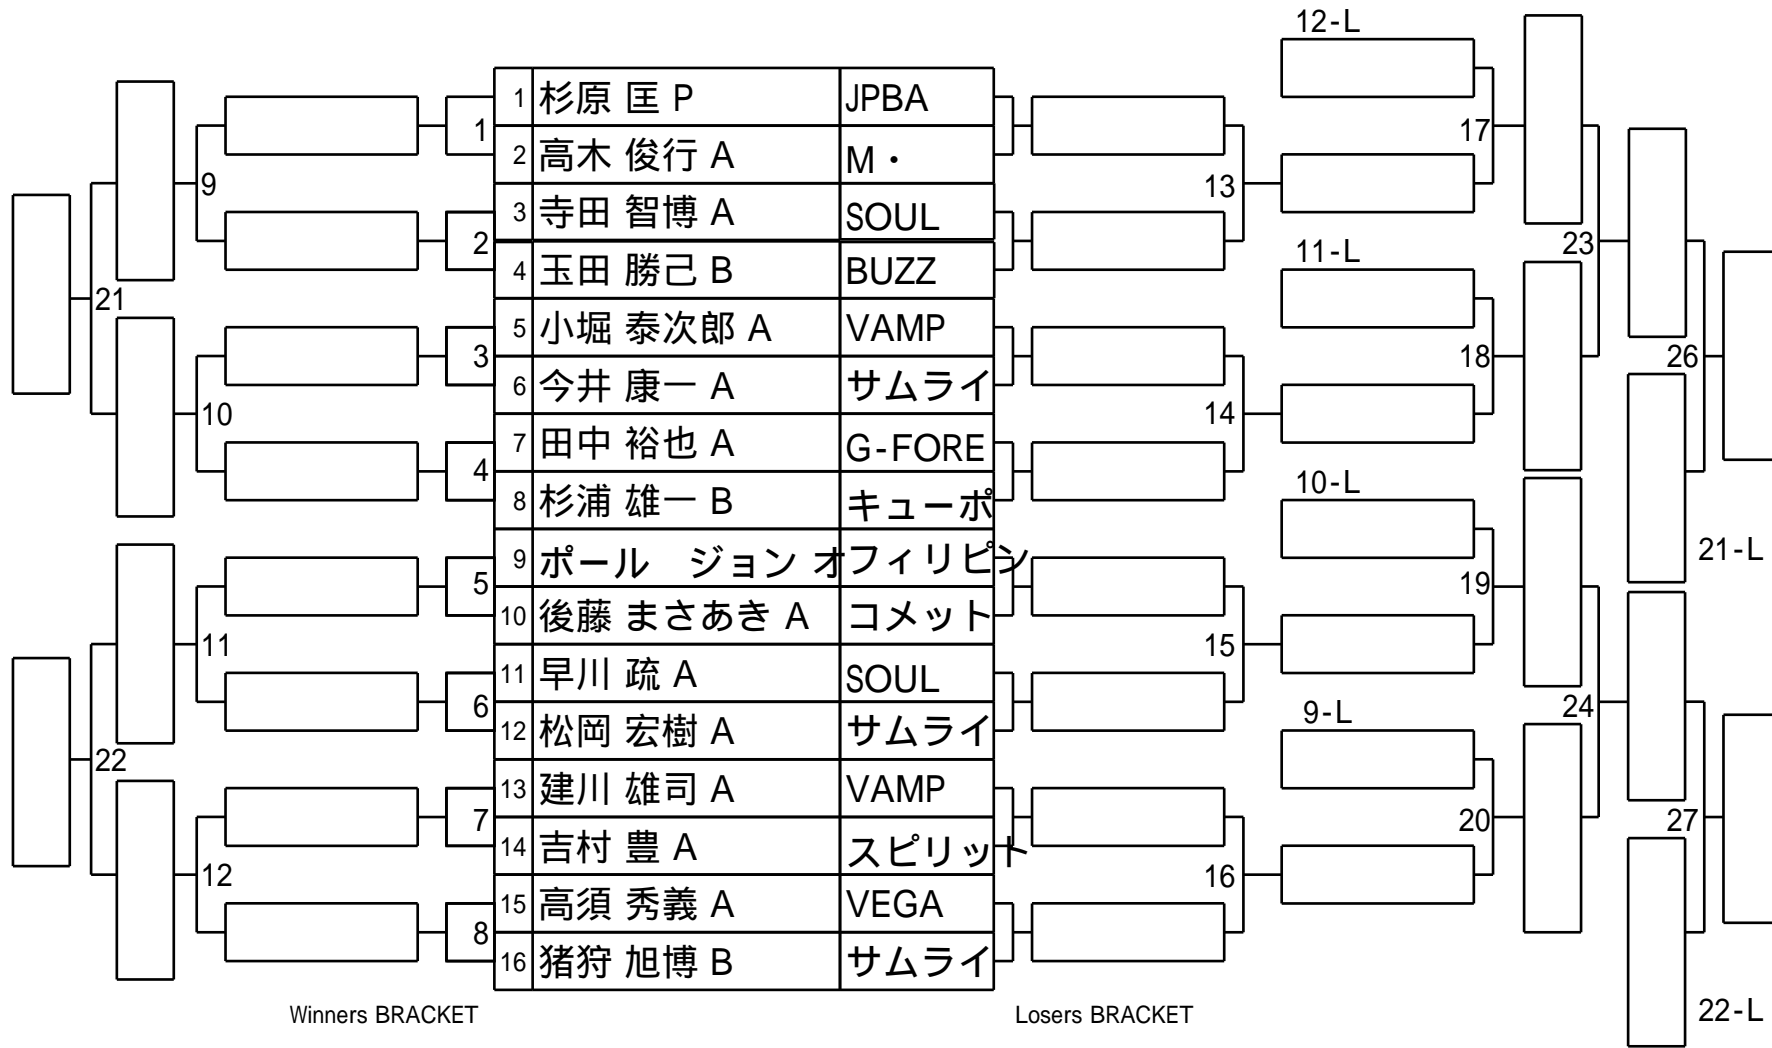 12-L
1 杉原 匡 P JPBA
1
17
2 高木 俊行 A M・
9
13
3 寺田 智博 A SOUL
2
23
11-L
4 玉田 勝己 B BUZZ
21
5 小堀 泰次郎 A VAMP
3
18
26
6 今井 康一 A サムライ
10
14
7 田中 裕也 A G-FORE
4
10-L
8 杉浦 雄一 B キューポ
21-L
9 ポール ジョン オ フィリピン
5
19
10 後藤 まさあき A コメット
11
15
11 早川 疏 A SOUL
6
24
9-L
12 松岡 宏樹 A サムライ
22
13 建川 雄司 A VAMP
7
20
27
14 吉村 豊 A スピリット
12
16
15 高須 秀義 A VEGA
8
16 猪狩 旭博 B サムライ
22-L
Winners BRACKET
Losers BRACKET